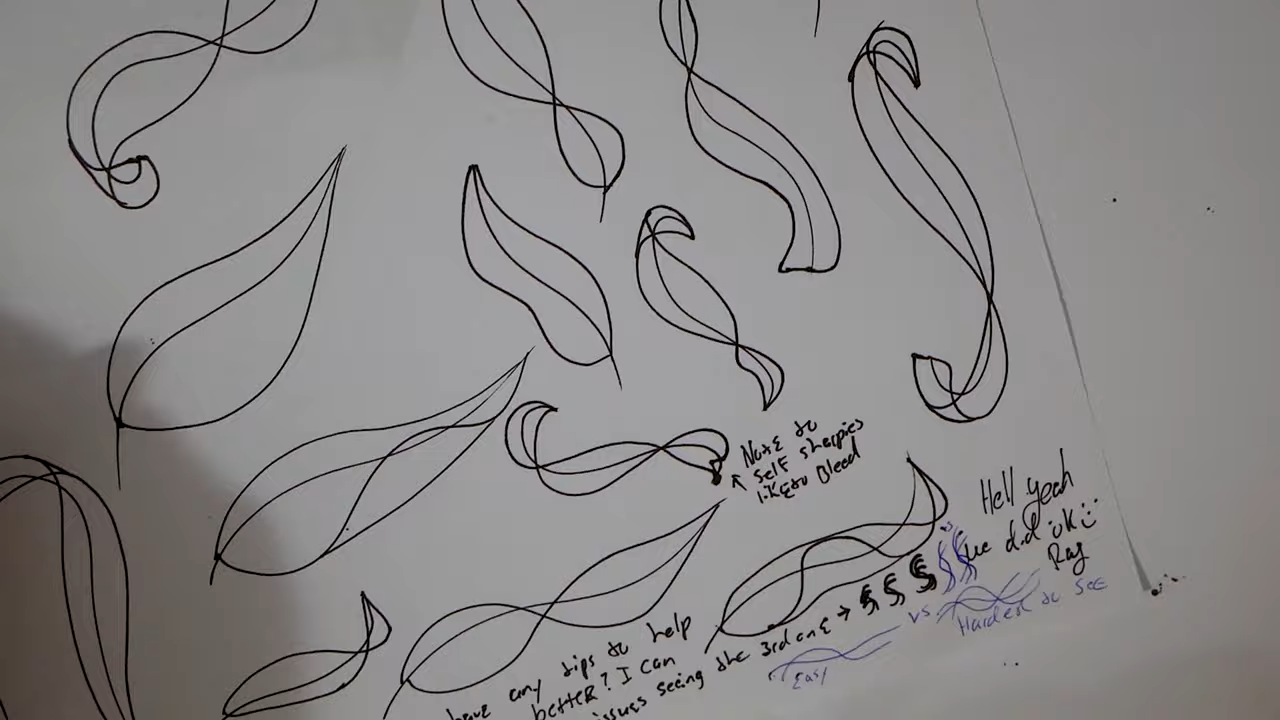 Note to
self sharpies
like to Bleed
Hell yeah
we did ok
Ray
have any tips to help
better? I can
issues seeing the 3rd one →
vs
Easy
Harder to see